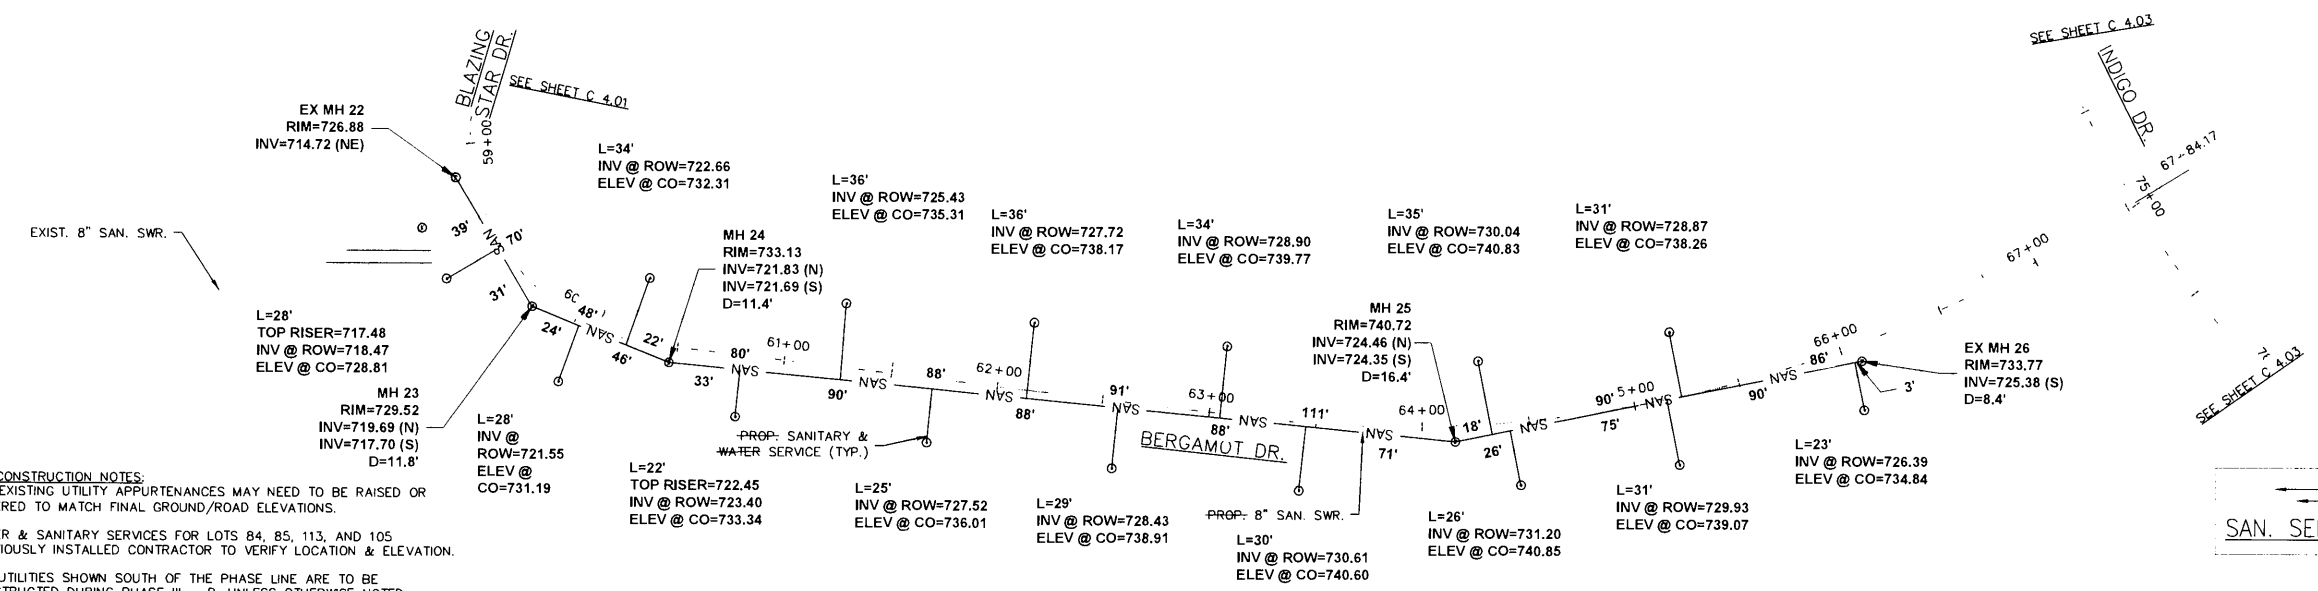 BLAZING
STAR DR.
SEE SHEET C 4.01
59+00
EX MH 22
RIM=726.88
INV=714.72 (NE)
EXIST. 8" SAN. SWR.
39'
SAN
70'
31'
L=28'
TOP RISER=717.48
INV @ ROW=718.47
ELEV @ CO=728.81
MH 23
RIM=729.52
INV=719.69 (N)
INV=717.70 (S)
D=11.8'
24'
48'
SAN
46'
22'
L=34'
INV @ ROW=722.66
ELEV @ CO=732.31
L=28'
INV @
ROW=721.55
ELEV @
CO=731.19
MH 24
RIM=733.13
INV=721.83 (N)
INV=721.69 (S)
D=11.4'
33'
80'
SAN
61+00
90'
SAN
88'
L=36'
INV @ ROW=725.43
ELEV @ CO=735.31
L=22'
TOP RISER=722.45
INV @ ROW=723.40
ELEV @ CO=733.34
PROP. SANITARY &
WATER SERVICE (TYP.)
L=25'
INV @ ROW=727.52
ELEV @ CO=736.01
62+00
SAN
88'
91'
SAN
L=36'
INV @ ROW=727.72
ELEV @ CO=738.17
L=29'
INV @ ROW=728.43
ELEV @ CO=738.91
BERGAMOT DR.
63+00
88'
SAN
111'
SAN
71'
L=34'
INV @ ROW=728.90
ELEV @ CO=739.77
PROP. 8" SAN. SWR.
L=30'
INV @ ROW=730.61
ELEV @ CO=740.60
64+00
MH 25
RIM=740.72
INV=724.46 (N)
INV=724.35 (S)
D=16.4'
18'
26'
SAN
L=35'
INV @ ROW=730.04
ELEV @ CO=740.83
L=26'
INV @ ROW=731.20
ELEV @ CO=740.85
90'
75'
5+00
SAN
L=31'
INV @ ROW=728.87
ELEV @ CO=738.26
L=31'
INV @ ROW=729.93
ELEV @ CO=739.07
90'
SAN
86'
66+00
3'
EX MH 26
RIM=733.77
INV=725.38 (S)
D=8.4'
L=23'
INV @ ROW=726.39
ELEV @ CO=734.84
67+00
67+84.17
75+00
INDIGO DR.
SEE SHEET C 4.03
SEE SHEET C 4.03
SAN. SE
CONSTRUCTION NOTES:
EXISTING UTILITY APPURTENANCES MAY NEED TO BE RAISED OR
ERED TO MATCH FINAL GROUND/ROAD ELEVATIONS.
R & SANITARY SERVICES FOR LOTS 84, 85, 113, AND 105
IOUSLY INSTALLED CONTRACTOR TO VERIFY LOCATION & ELEVATION.
UTILITIES SHOWN SOUTH OF THE PHASE LINE ARE TO BE